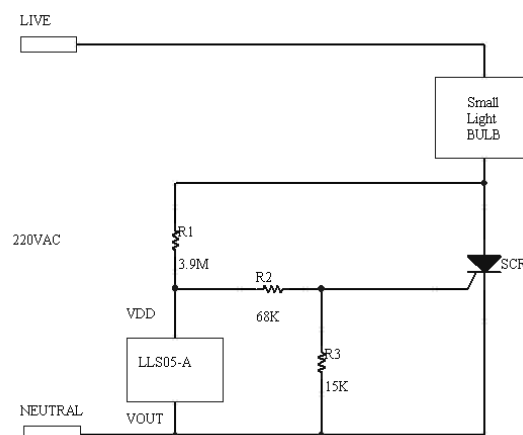 LIVE
Small
Light
BULB
R1
220VAC
3.9M
SCR
R2
VDD
68K
LLS05-A
R3
15K
NEUTRAL
VOUT